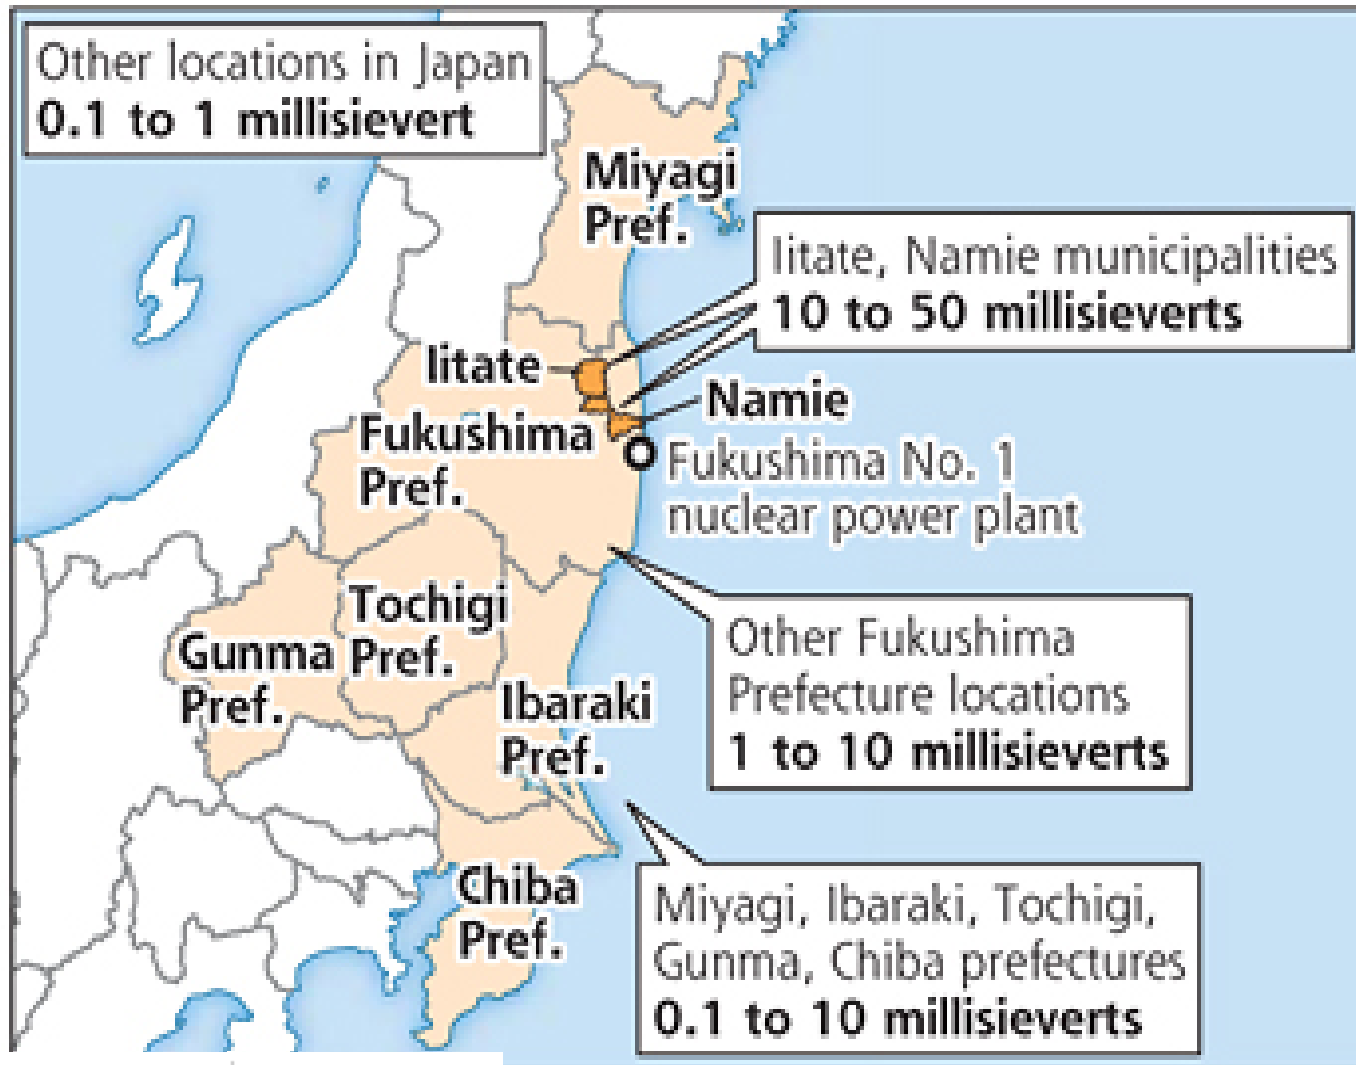 Other locations in Japan
0.1 to 1 millisievert
Miyagi
Pref.
Iitate, Namie municipalities
10 to 50 millisieverts
Iitate
Namie
Fukushima
Pref.
Fukushima No. 1
nuclear power plant
Tochigi
Pref.
Gunma
Pref.
Ibaraki
Pref.
Other Fukushima
Prefecture locations
1 to 10 millisieverts
Chiba
Pref.
Miyagi, Ibaraki, Tochigi,
Gunma, Chiba prefectures
0.1 to 10 millisieverts